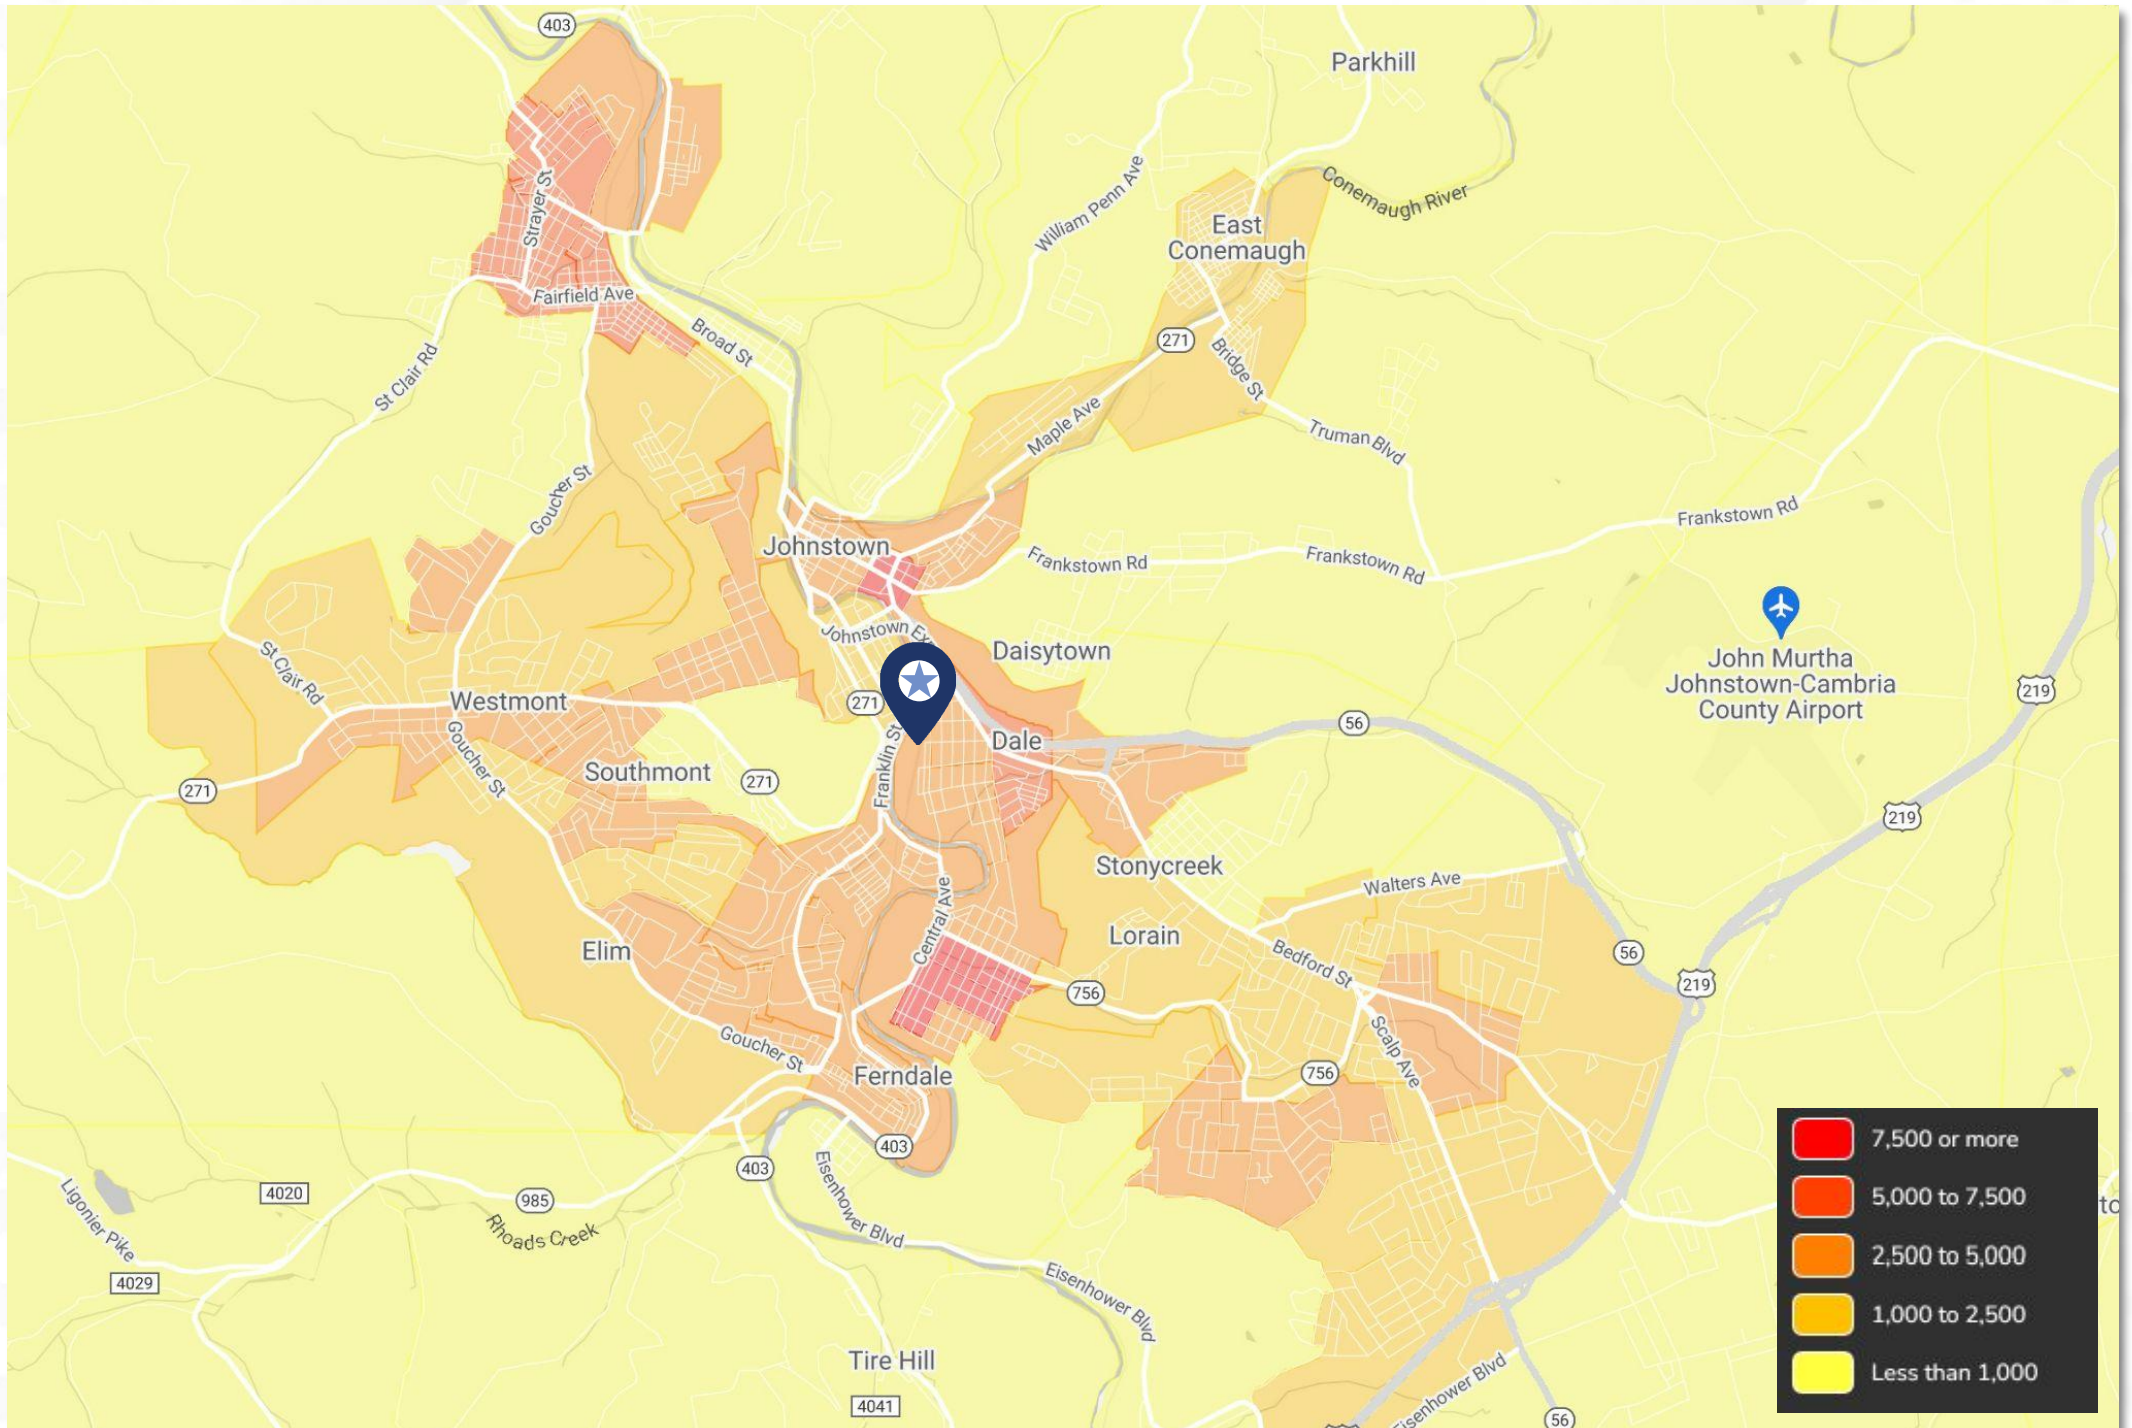 403
Parkhill
Conemaugh River
William Penn Ave
East
Conemaugh
Strayer St
Fairfield Ave
Broad St
271
Bridge St
St Clair Rd
Maple Ave
Truman Blvd
Goucher St
Frankstown Rd
Johnstown
Frankstown Rd
Frankstown Rd
Johnstown Ex
Daisytown
John Murtha
Johnstown-Cambria
County Airport
St Clair Rd
Westmont
271
219
56
Franklin St
Dale
Goucher St
Southmont
271
271
219
Stonycreek
Walters Ave
Central Ave
Elim
Lorain
Bedford St
56
219
756
Scalp Ave
Goucher St
Ferndale
756
403
403
Eisenhower Blvd
4020
985
Ligonier Pike
Rhoads Creek
4029
Eisenhower Blvd
Tire Hill
4041
Eisenhower Blvd
56
to
7,500 or more
5,000 to 7,500
2,500 to 5,000
1,000 to 2,500
Less than 1,000